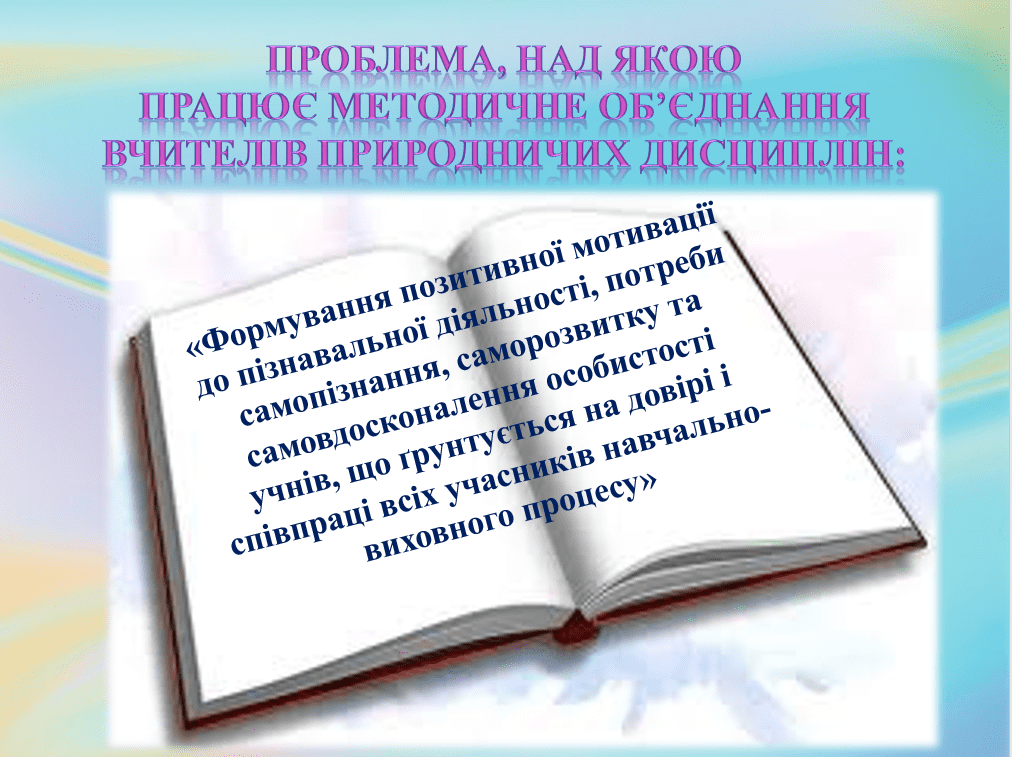 ПРОБЛЕМА, НАД ЯКОЮ
ПРАЦЮЄ МЕТОДИЧНЕ ОБ’ЄДНАННЯ
ВЧИТЕЛІВ ПРИРОДНИЧИХ ДИСЦИПЛІН:
«Формування позитивної мотивації
до пізнавальної діяльності, потреби
самопізнання, саморозвитку та
самовдосконалення особистості
учнів, що ґрунтується на довірі і
співпраці всіх учасників навчально-
виховного процесу»